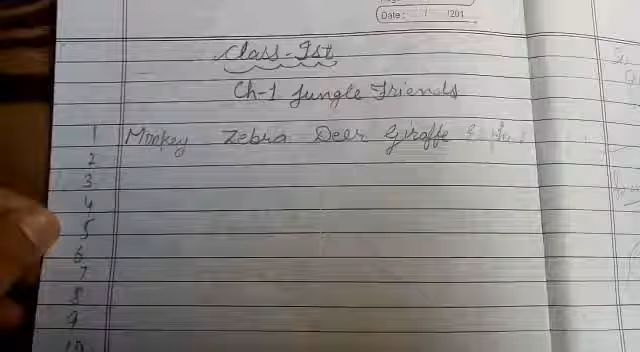 Date: / /201
Class-Ist
Ch-1 Jungle Friends
1 Monkey Zebra Deer Giraffe &
2
3
4
5
6
7
8
9
10